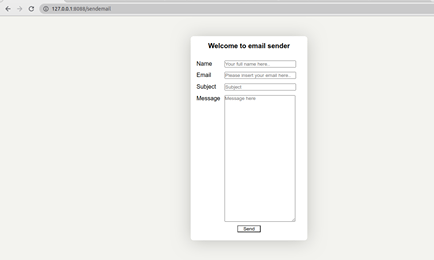 127.0.0.1:8088/sendemail
Welcome to email sender
Name
Your full name here..
Email
Please insert your email here..
Subject
Subject
Message
Message here
Send